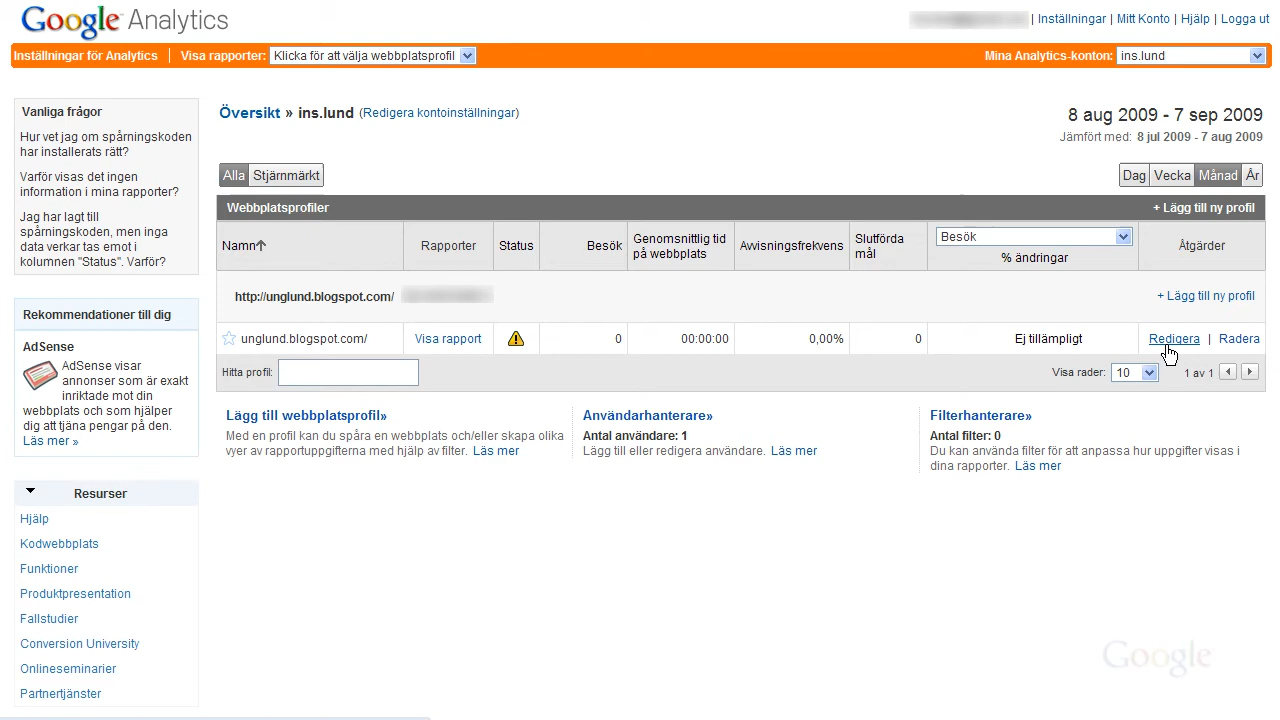 Google Analytics
| Inställningar | Mitt Konto | Hjälp | Logga ut
Inställningar för Analytics | Visa rapporter: Klicka för att välja webbplatsprofil
Mina Analytics-konton: ins.lund
Vanliga frågor
Hur vet jag om spårningskoden
har installerats rätt?
Varför visas det ingen
information i mina rapporter?
Jag har lagt till
spårningskoden, men inga
data verkar tas emot i
kolumnen "Status". Varför?
Rekommendationer till dig
AdSense
AdSense visar
annonser som är exakt
inriktade mot din
webbplats och som hjälper
dig att tjäna pengar på den.
Läs mer »
Resurser
Hjälp
Kodwebbplats
Funktioner
Produktpresentation
Fallstudier
Conversion University
Onlineseminarier
Partnertjänster
Översikt » ins.lund (Redigera kontoinställningar)
8 aug 2009 - 7 sep 2009
Jämfört med: 8 jul 2009 - 7 aug 2009
Alla Stjärnmärkt
Dag Vecka Månad År
Webbplatsprofiler
+ Lägg till ny profil
Namn Rapporter Status Besök Genomsnittlig tid
på webbplats
Avvisningsfrekvens
Slutförda
mål
Besök
% ändringar
Åtgärder
http://unglund.blogspot.com/
+ Lägg till ny profil
unglund.blogspot.com/ Visa rapport 0 00:00:00 0,00% 0 Ej tillämpligt Redigera | Radera
Hitta profil:
Visa rader: 10 1 av 1
Lägg till webbplatsprofil»
Med en profil kan du spåra en webbplats och/eller skapa olika
vyer av rapportuppgifterna med hjälp av filter. Läs mer
Användarhanterare»
Antal användare: 1
Lägg till eller redigera användare. Läs mer
Filterhanterare»
Antal filter: 0
Du kan använda filter för att anpassa hur uppgifter visas i
dina rapporter. Läs mer
Google